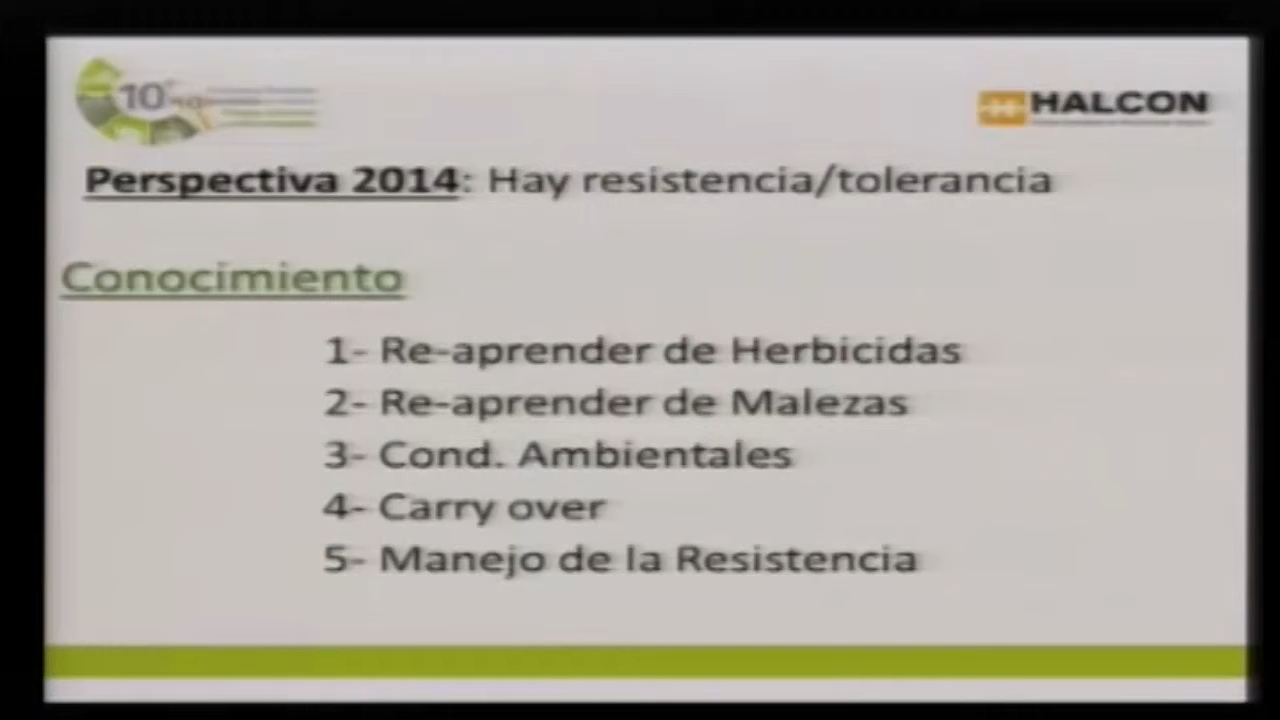 10
HALCON
Perspectiva 2014: Hay resistencia/tolerancia
Conocimiento
1- Re-aprender de Herbicidas
2- Re-aprender de Malezas
3- Cond. Ambientales
4- Carry over
5- Manejo de la Resistencia